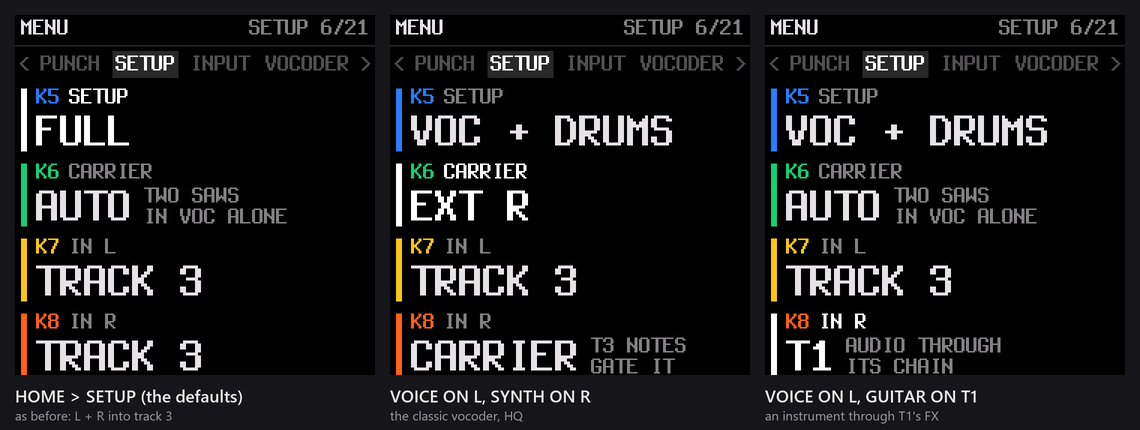 MENU SETUP 6/21
< PUNCH SETUP INPUT VOCODER >
K5 SETUP
FULL
K6 CARRIER
AUTO TWO SAWS
IN VOC ALONE
K7 IN L
TRACK 3
K8 IN R
TRACK 3
HOME > SETUP (the defaults)
as before: L + R into track 3
MENU SETUP 6/21
< PUNCH SETUP INPUT VOCODER >
K5 SETUP
VOC + DRUMS
K6 CARRIER
EXT R
K7 IN L
TRACK 3
K8 IN R
CARRIER T3 NOTES
GATE IT
VOICE ON L, SYNTH ON R
the classic vocoder, HQ
MENU SETUP 6/21
< PUNCH SETUP INPUT VOCODER >
K5 SETUP
VOC + DRUMS
K6 CARRIER
AUTO TWO SAWS
IN VOC ALONE
K7 IN L
TRACK 3
K8 IN R
T1 AUDIO THROUGH
ITS CHAIN
VOICE ON L, GUITAR ON T1
an instrument through T1's FX